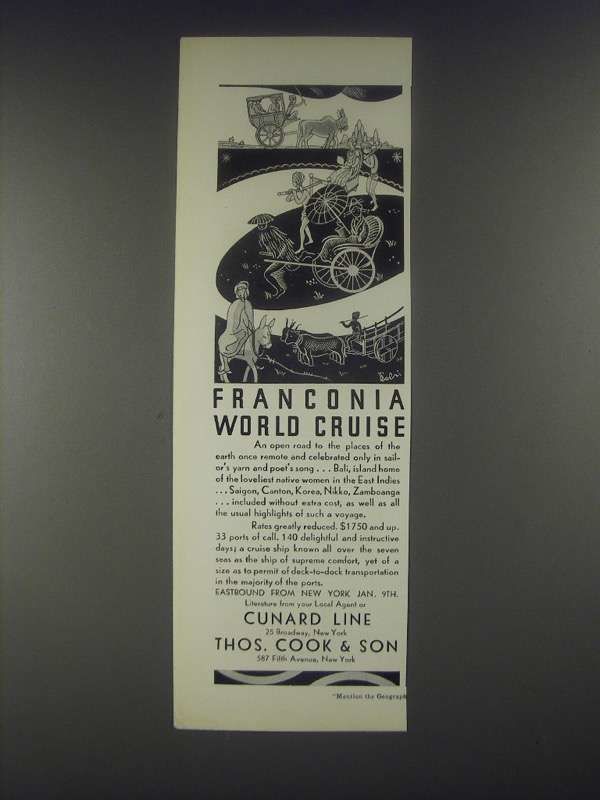 FRANCONIA
WORLD CRUISE
An open road to the places of the
earth once remote and celebrated only in sail-
or's yarn and poet's song . . . Bali, island home
of the loveliest native women in the East Indies
. . . Saigon, Canton, Korea, Nikko, Zamboanga
. . . included without extra cost, as well as all
the usual highlights of such a voyage.
Rates greatly reduced. $1750 and up.
33 ports of call. 140 delightful and instructive
days; a cruise ship known all over the seven
seas as the ship of supreme comfort, yet of a
size as to permit of deck-to-dock transportation
in the majority of the ports.
EASTBOUND FROM NEW YORK JAN. 9TH.
Literature from your Local Agent or
CUNARD LINE
25 Broadway, New York
THOS. COOK & SON
587 Fifth Avenue, New York
"Mention the Geograph